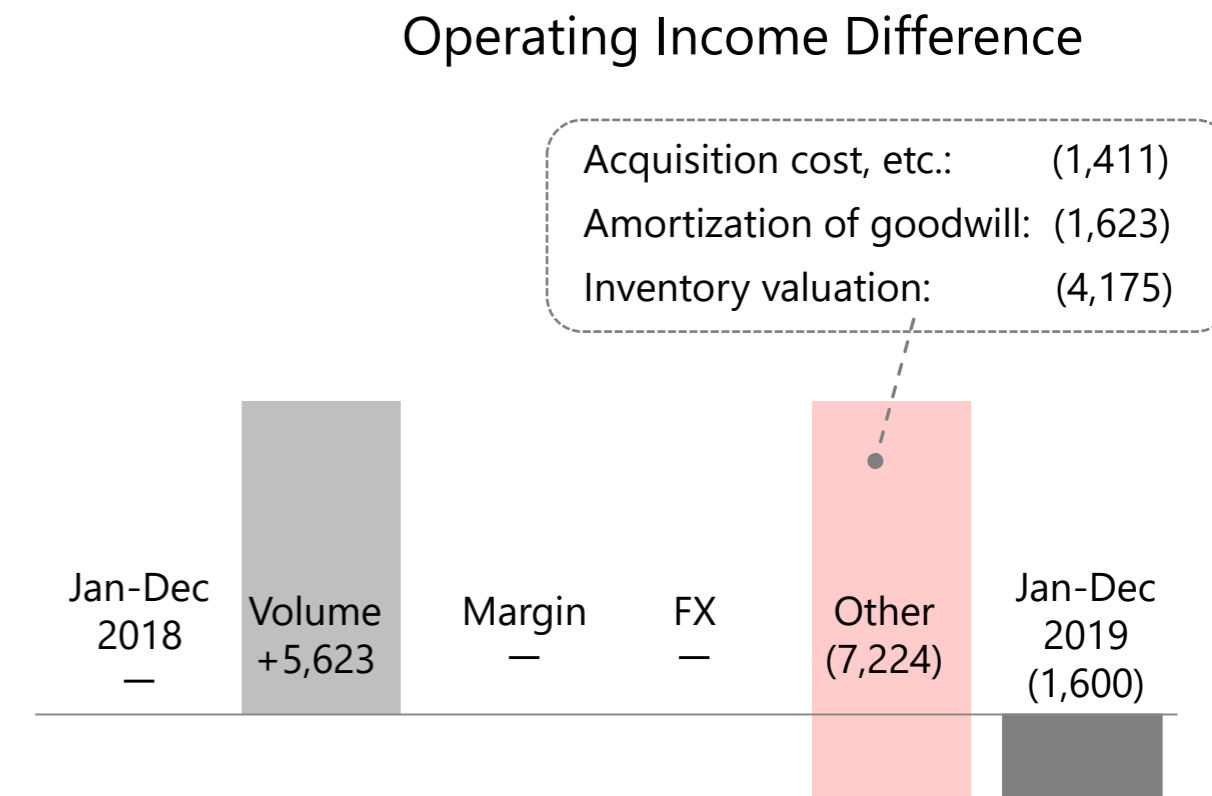 Operating Income Difference
Acquisition cost, etc.: (1,411)
Amortization of goodwill: (1,623)
Inventory valuation: (4,175)
Jan-Dec
2018
—
Volume
+5,623
Margin
—
FX
—
Other
(7,224)
Jan-Dec
2019
(1,600)